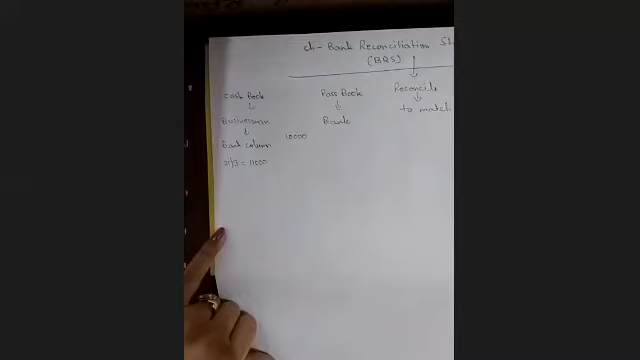 ch- Bank Reconciliation St
(BRS)
Cash Book Pass Book Reconcile
Businessman Bank to match
Bank column 10000
31/3 = 11000